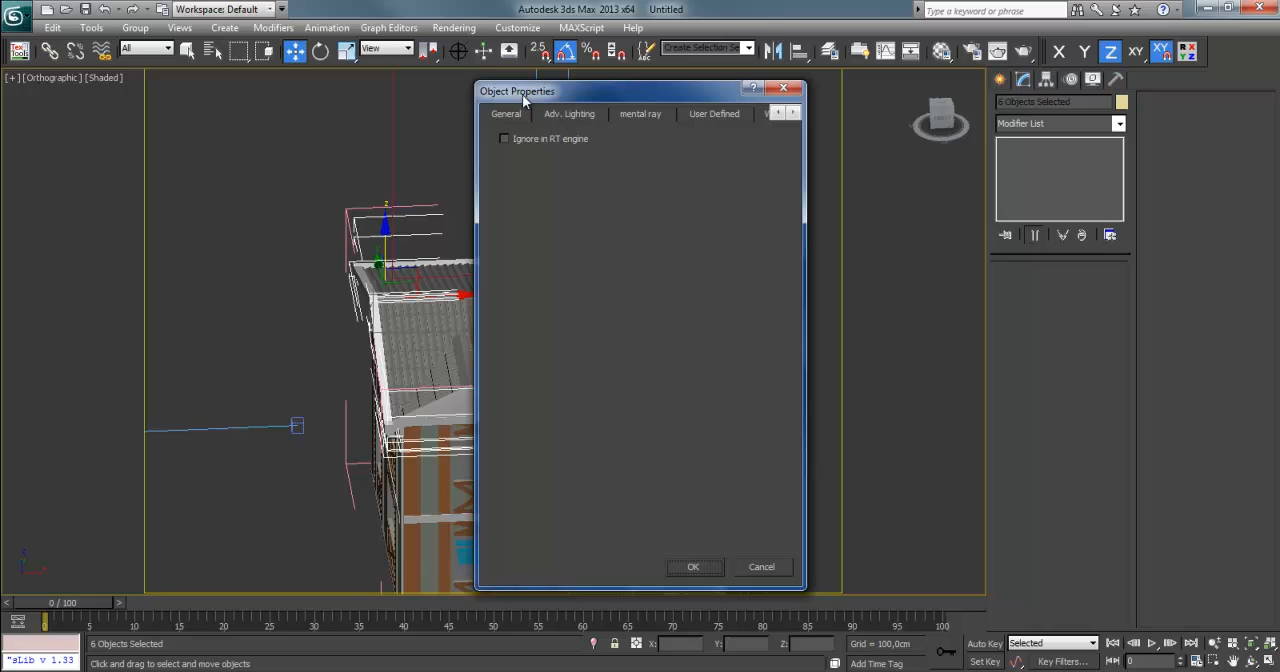 Workspace: Default
Autodesk 3ds Max 2013 x64
Untitled
Type a keyword or phrase
Edit Tools Group Views Create Modifiers Animation Graph Editors Rendering Customize MAXScript Help
All
View
2.5
Create Selection Se
X Y Z XY XY
[+] [Orthographic] [Shaded]
Object Properties
General Adv. Lighting mental ray User Defined
Ignore in RT engine
OK Cancel
6 Objects Selected
Modifier List
z
0 / 100
0 5 10 15 20 25 30 35 40 45 50 55 60 65 70 75 80 85 90 95 100
6 Objects Selected
X: Y: Z:
Grid = 100,0cm
Auto Key
Selected
"sLib v 1.33
Click and drag to select and move objects
Add Time Tag
Set Key
Key Filters...
0